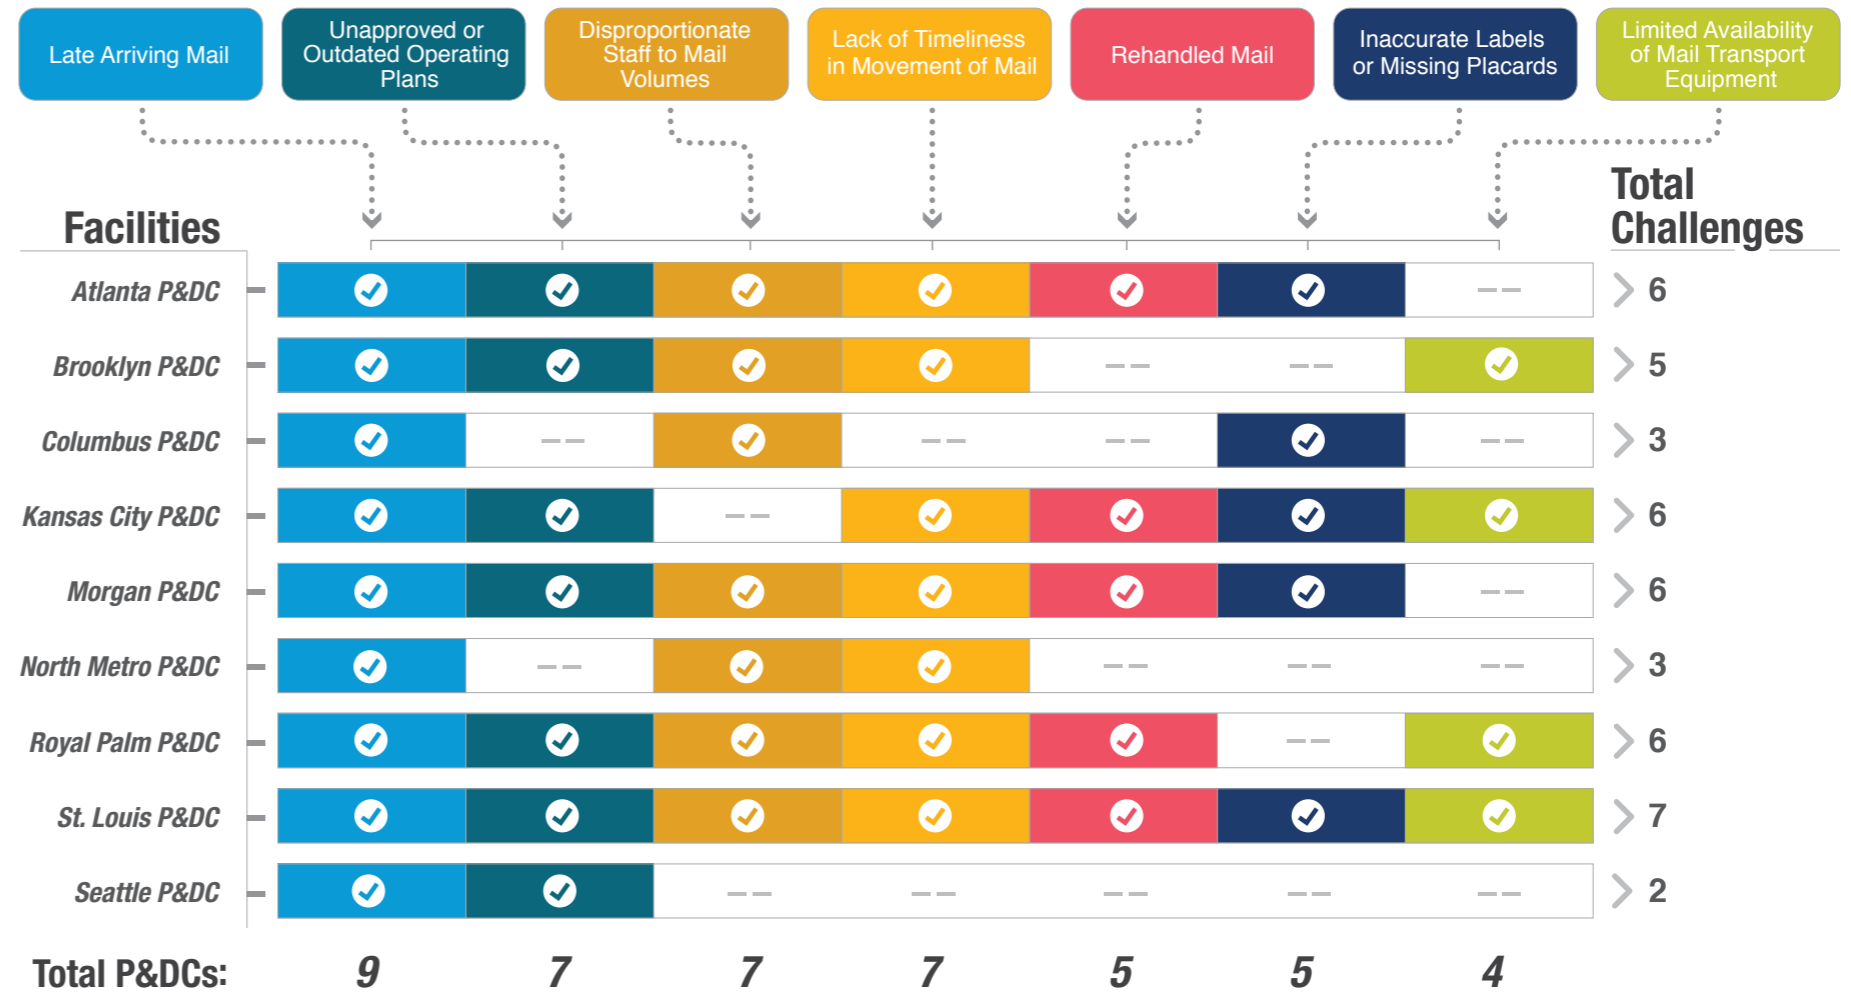 Late Arriving Mail
Unapproved or
Outdated Operating
Plans
Disproportionate
Staff to Mail
Volumes
Lack of Timeliness
in Movement of Mail
Rehandled Mail
Inaccurate Labels
or Missing Placards
Limited Availability
of Mail Transport
Equipment
Facilities
Total
Challenges
Atlanta P&DC 6
Brooklyn P&DC 5
Columbus P&DC 3
Kansas City P&DC 6
Morgan P&DC 6
North Metro P&DC 3
Royal Palm P&DC 6
St. Louis P&DC 7
Seattle P&DC 2
Total P&DCs: 9 7 7 7 5 5 4